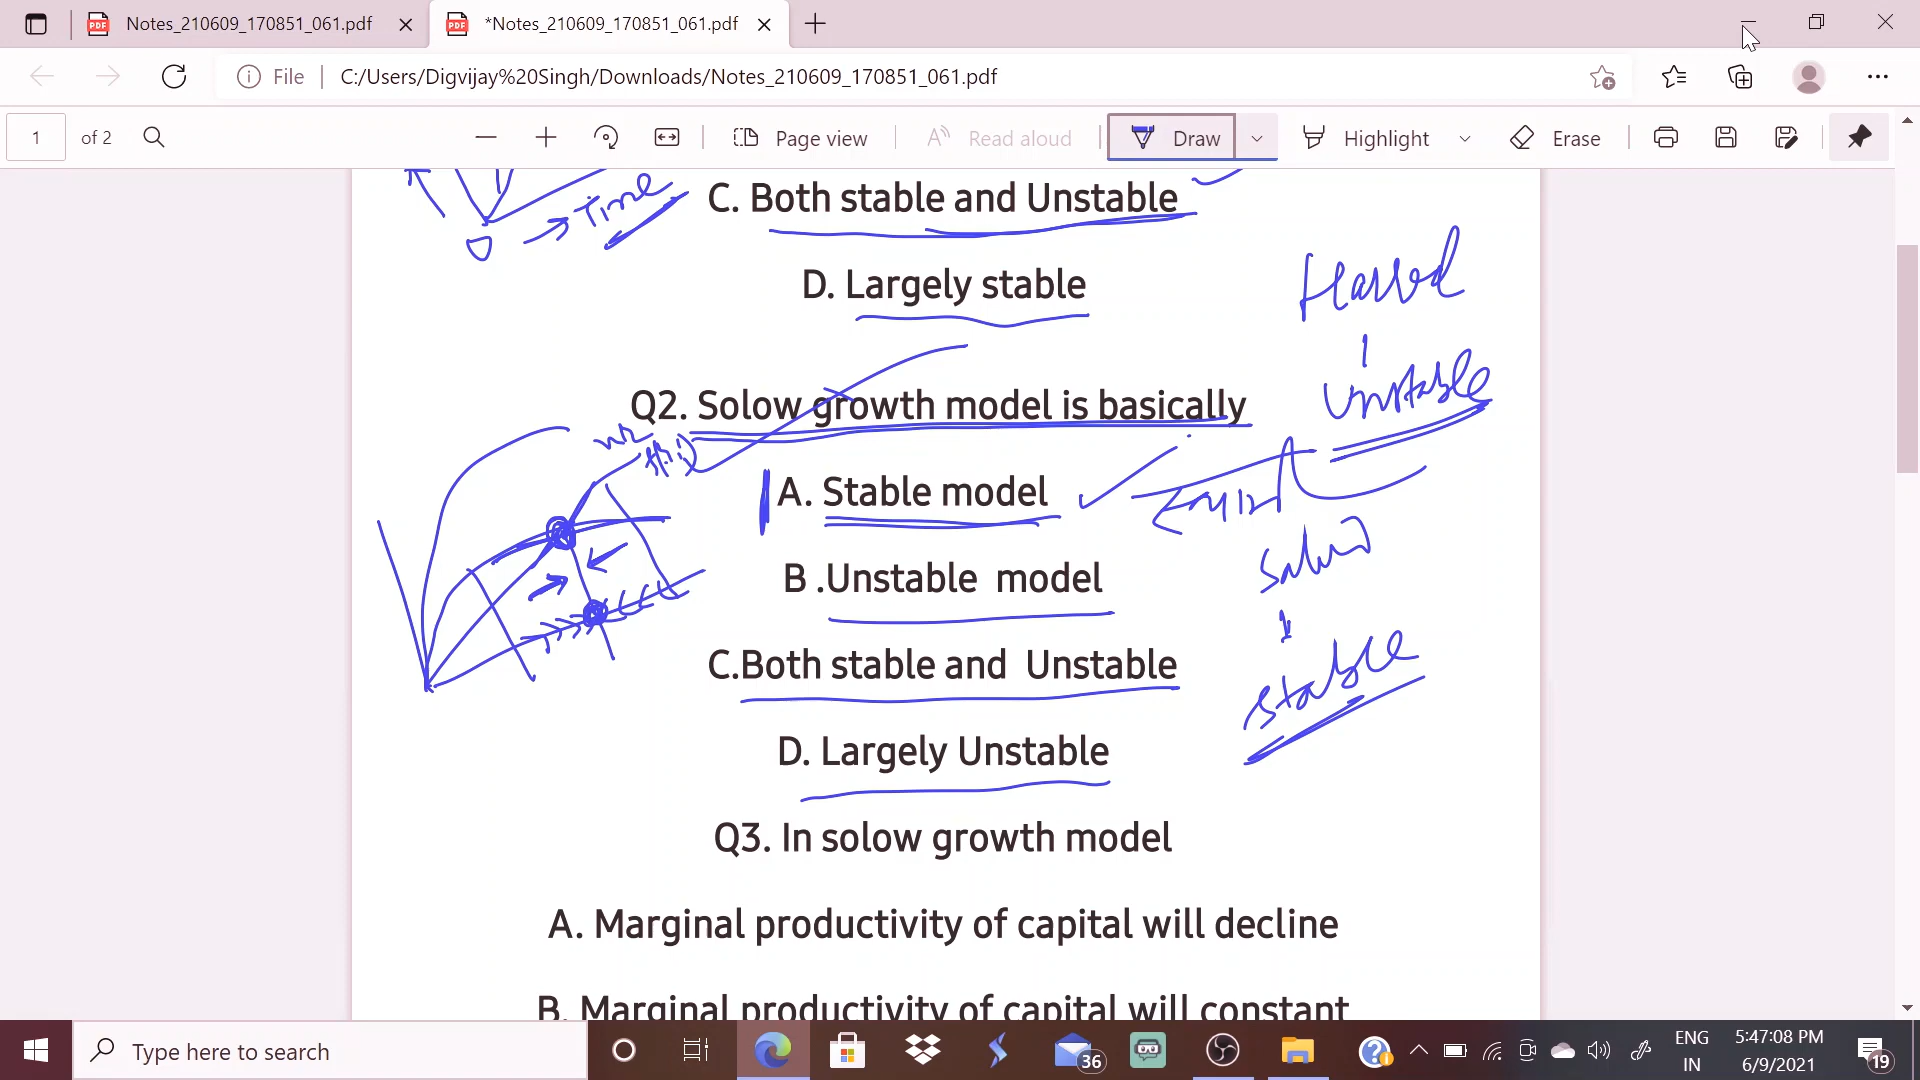 Notes_210609_170851_061.pdf
*Notes_210609_170851_061.pdf
File
C:/Users/Digvijay%20Singh/Downloads/Notes_210609_170851_061.pdf
1 of 2
Page view
Read aloud
Draw
Highlight
Erase
O → Time
C. Both stable and Unstable
D. Largely stable
Harrod
Unstable
Q2. Solow growth model is basically
A. Stable model
B .Unstable model
C.Both stable and Unstable
stable
D. Largely Unstable
Q3. In solow growth model
A. Marginal productivity of capital will decline
B. Marginal productivity of capital will constant
Type here to search
36
ENG
IN
5:47:08 PM
6/9/2021
19